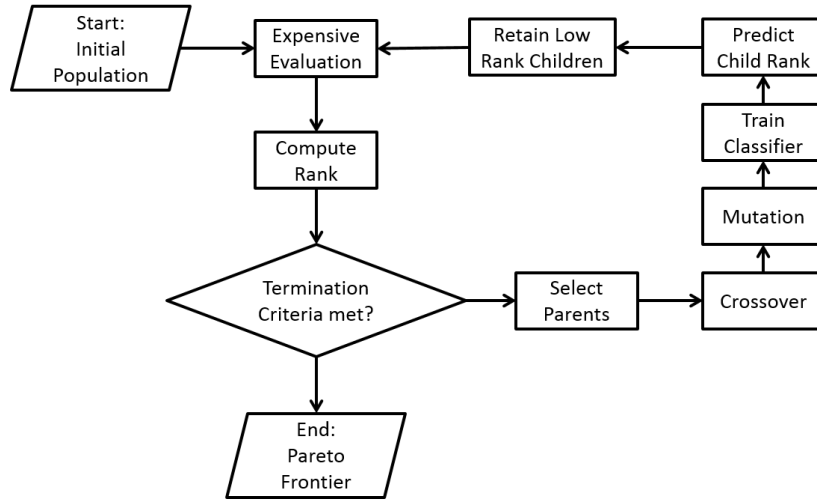 Start:
Initial
Population
Expensive
Evaluation
Retain Low
Rank Children
Predict
Child Rank
Compute
Rank
Train
Classifier
Mutation
Termination
Criteria met?
Select
Parents
Crossover
End:
Pareto
Frontier